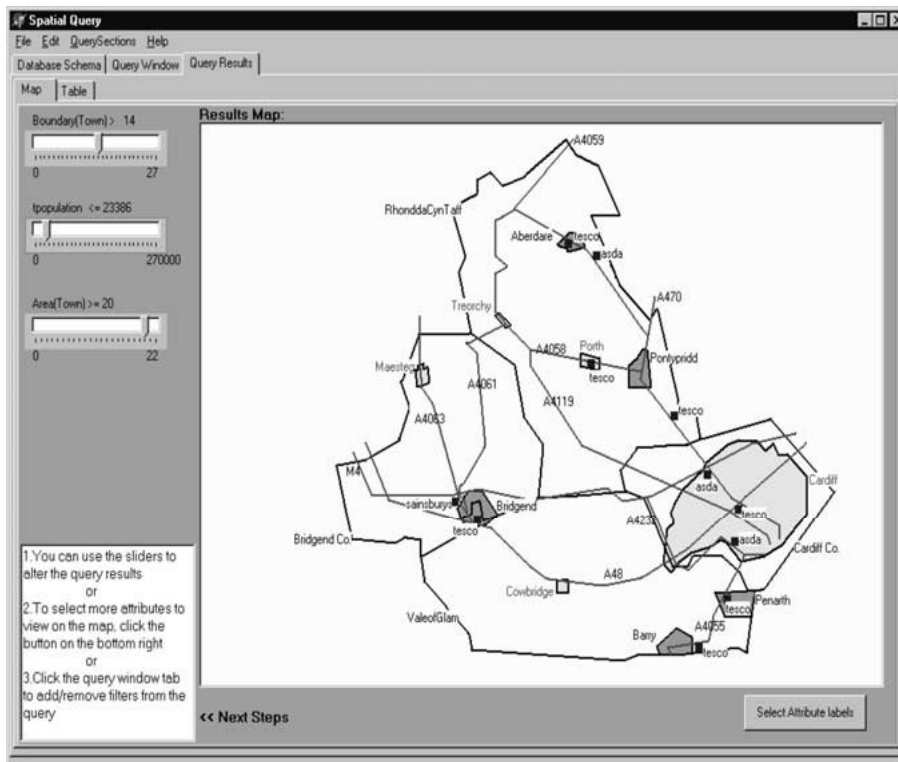 Spatial Query
File Edit QuerySections Help
Database Schema Query Window Query Results
Map Table
Results Map:
Boundary(Town) > 14
0 27
tpopulation <= 23386
0 270000
Area(Town) >= 20
0 22
A4059
RhonddaCynTaff
Aberdare
tesco
asda
Treorchy
A470
A4058
Porth
Pontypridd
tesco
Maesteg
A4061
A4063
A4119
tesco
M4
asda
Cardiff
sainsburys
Bridgend
tesco
A4232
tesco
Bridgend Co.
asda
Cardiff Co.
Cowbridge
A48
ValeofGlam
tesco
Penarth
Barry
A4055
tesco
1.You can use the sliders to
alter the query results
or
2.To select more attributes to
view on the map, click the
button on the bottom right
or
3.Click the query window tab
to add/remove filters from the
query
<< Next Steps
Select Attribute labels